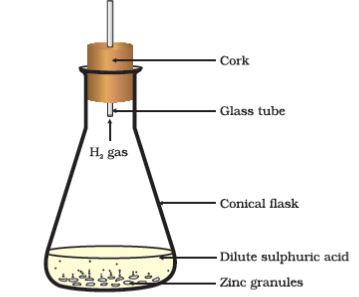 Cork
Glass tube
H₂ gas
Conical flask
Dilute sulphuric acid
Zinc granules